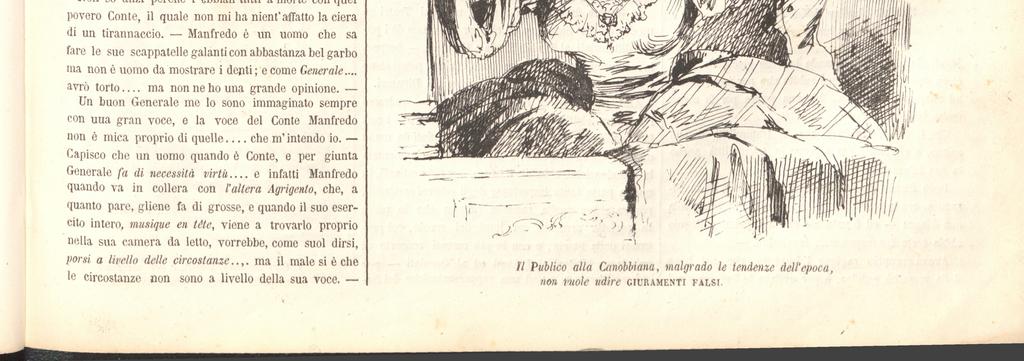 povero Conte, il quale non mi ha nient'affatto la ciera
di un tirannaccio. — Manfredo è un uomo che sa
fare le sue scappatelle galanti con abbastanza bel garbo
ma non è uomo da mostrare i denti; e come Generale....
avrò torto.... ma non ne ho una grande opinione. —
Un buon Generale me lo sono immaginato sempre
con una gran voce, e la voce del Conte Manfredo
non è mica proprio di quelle.... che m'intendo io. —
Capisco che un uomo quando è Conte, e per giunta
Generale fa di necessità virtù.... e infatti Manfredo
quando va in collera con l'altera Agrigento, che, a
quanto pare, gliene fa di grosse, e quando il suo eser-
cito intero, musique en tête, viene a trovarlo proprio
nella sua camera da letto, vorrebbe, come suol dirsi,
porsi a livello delle circostanze... ma il male si è che
le circostanze non sono a livello della sua voce. —
Il Publico alla Canobbiana, malgrado le tendenze dell'epoca,
non vuole udire GIURAMENTI FALSI.